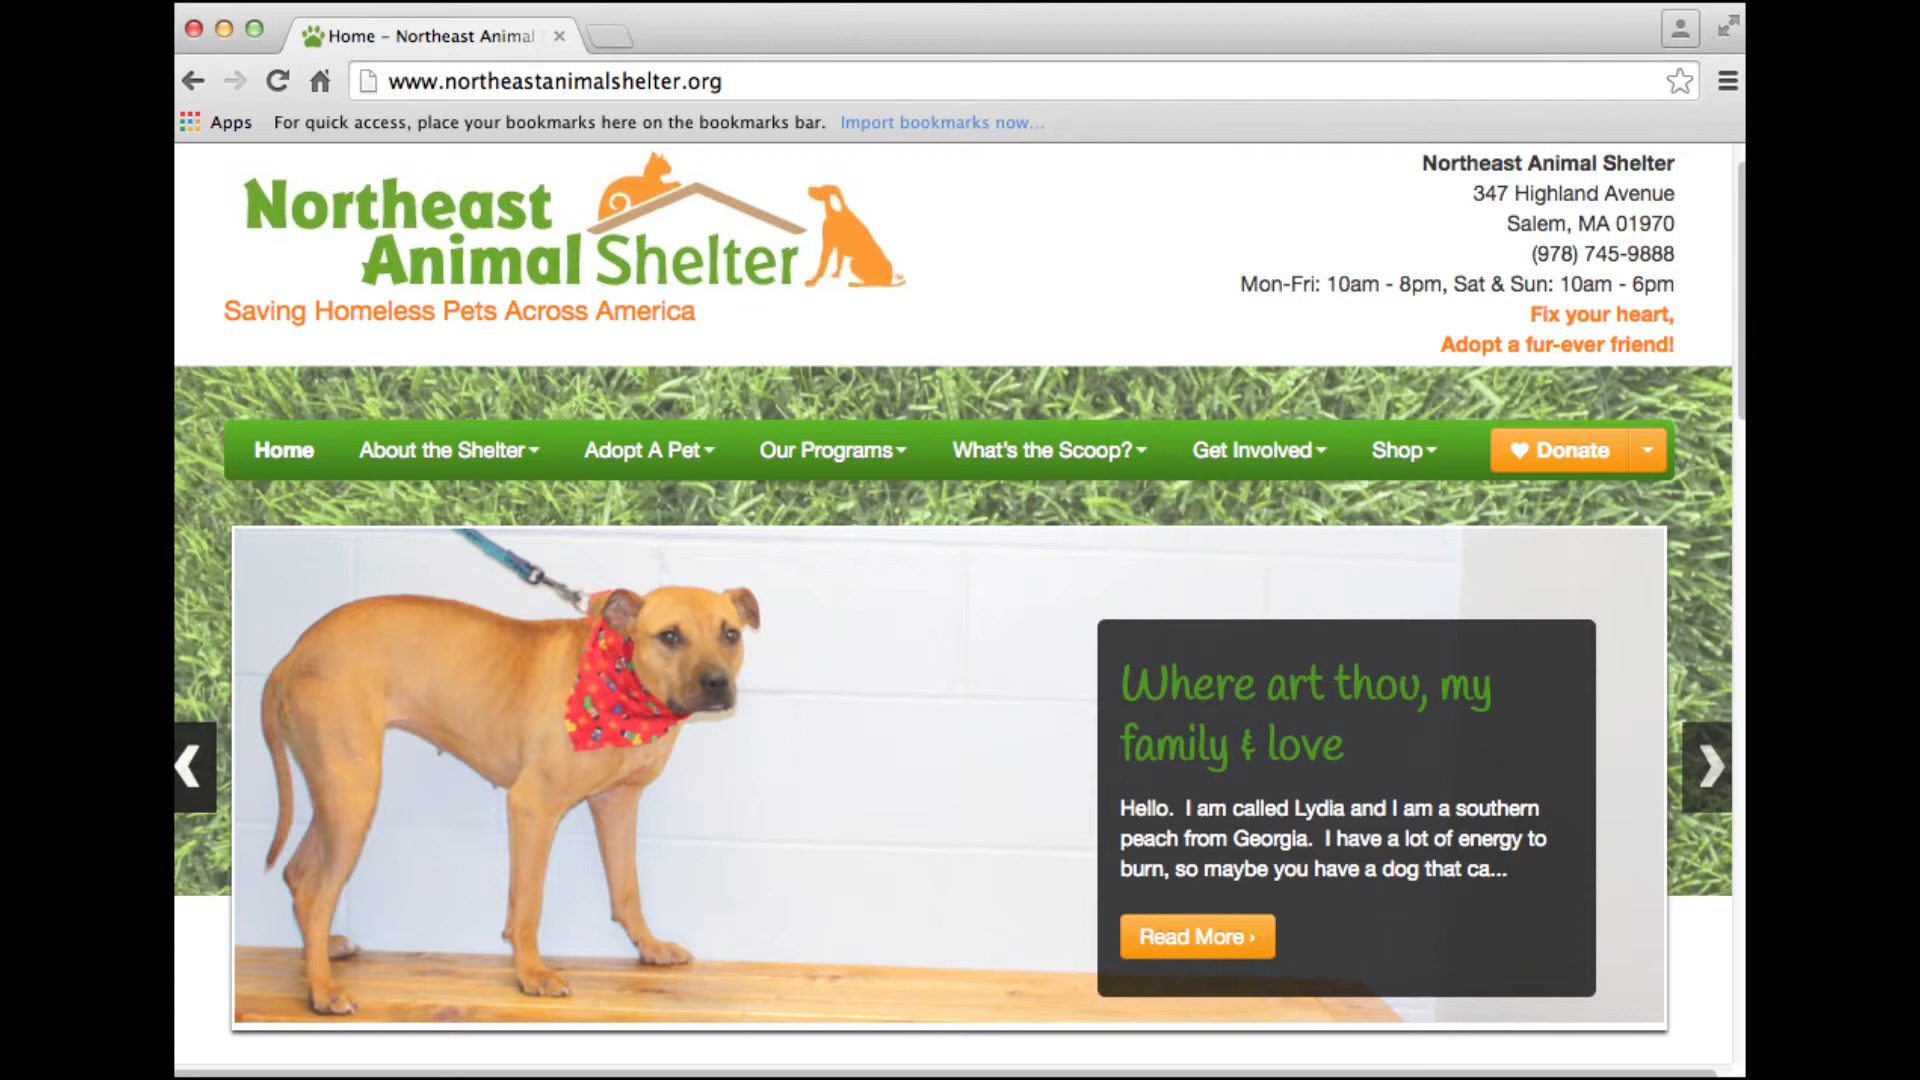 Home – Northeast Animal
www.northeastanimalshelter.org
Apps For quick access, place your bookmarks here on the bookmarks bar. Import bookmarks now...
Northeast
Animal Shelter
Saving Homeless Pets Across America
Northeast Animal Shelter
347 Highland Avenue
Salem, MA 01970
(978) 745-9888
Mon-Fri: 10am - 8pm, Sat & Sun: 10am - 6pm
Fix your heart,
Adopt a fur-ever friend!
Home About the Shelter Adopt A Pet Our Programs What's the Scoop? Get Involved Shop Donate
Where art thou, my
family & love
Hello. I am called Lydia and I am a southern
peach from Georgia. I have a lot of energy to
burn, so maybe you have a dog that ca...
Read More ›